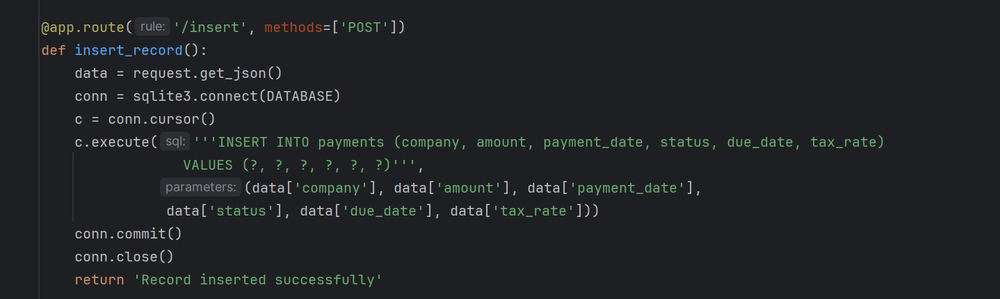 @app.route( rule: '/insert', methods=['POST'])
def insert_record():
    data = request.get_json()
    conn = sqlite3.connect(DATABASE)
    c = conn.cursor()
    c.execute( sql: '''INSERT INTO payments (company, amount, payment_date, status, due_date, tax_rate)
                 VALUES (?, ?, ?, ?, ?, ?)''',
              parameters: (data['company'], data['amount'], data['payment_date'],
               data['status'], data['due_date'], data['tax_rate']))
    conn.commit()
    conn.close()
    return 'Record inserted successfully'